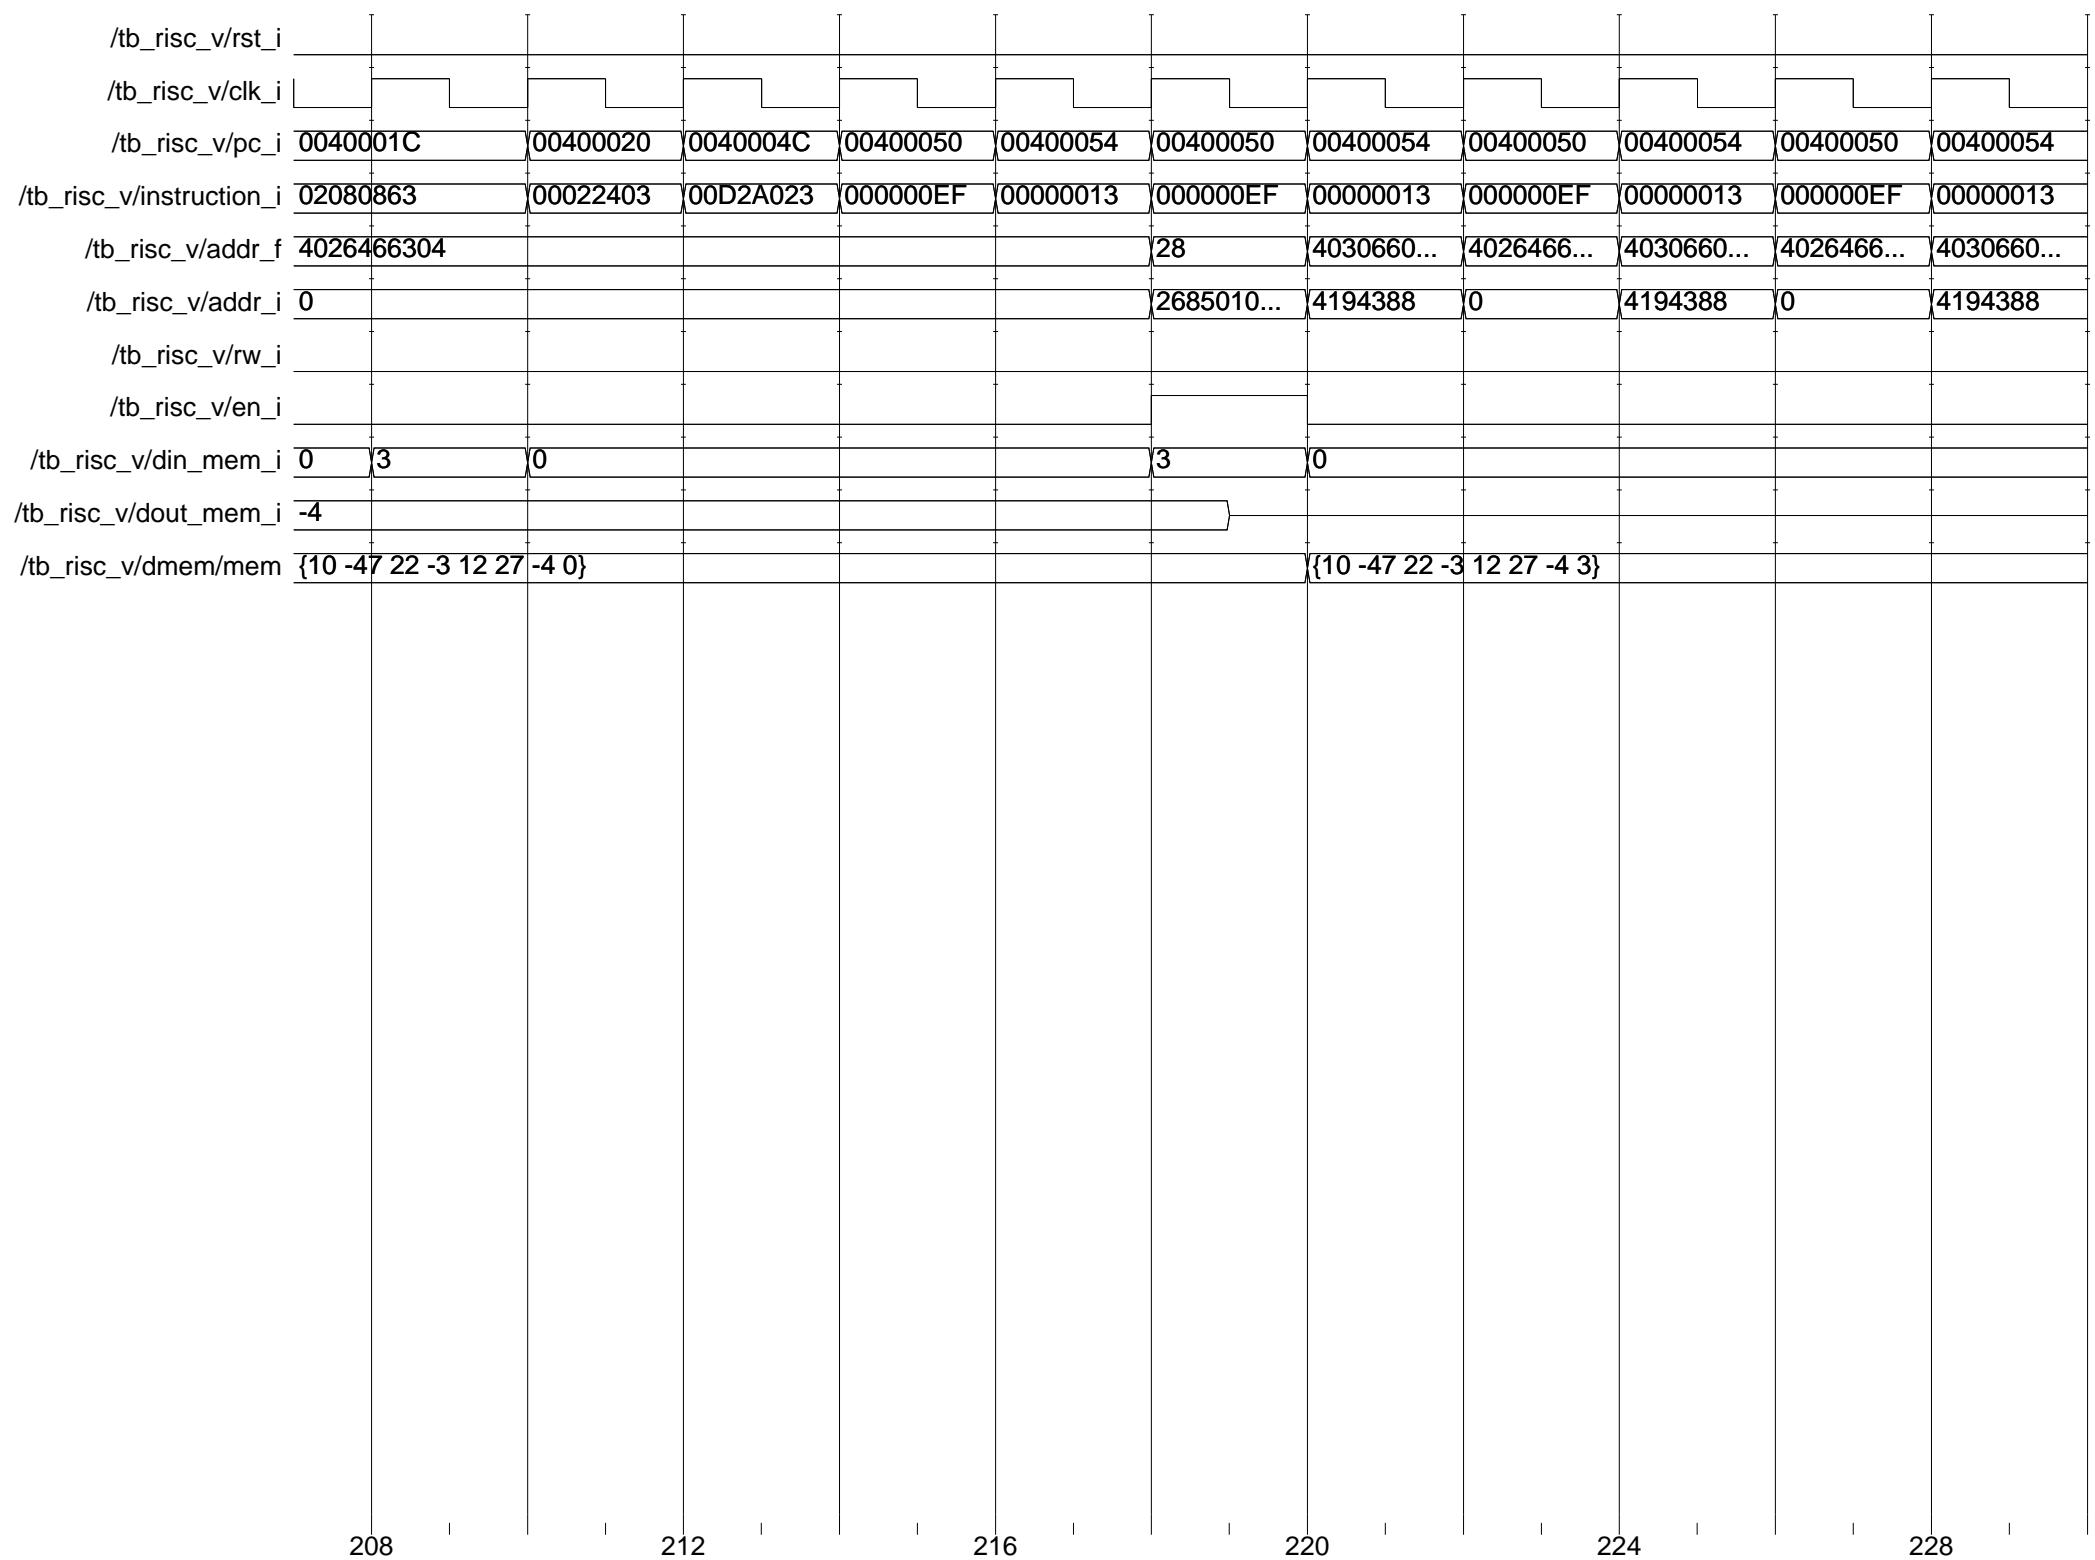 /tb_risc_v/rst_i
/tb_risc_v/clk_i
/tb_risc_v/pc_i 0040001C 00400020 0040004C 00400050 00400054 00400050 00400054 00400050 00400054 00400050 00400054
/tb_risc_v/instruction_i 02080863 00022403 00D2A023 000000EF 00000013 000000EF 00000013 000000EF 00000013 000000EF 00000013
/tb_risc_v/addr_f 4026466304 28 4030660... 4026466... 4030660... 4026466... 4030660...
/tb_risc_v/addr_i 0 2685010... 4194388 0 4194388 0 4194388
/tb_risc_v/rw_i
/tb_risc_v/en_i
/tb_risc_v/din_mem_i 0 3 0 3 0
/tb_risc_v/dout_mem_i -4
/tb_risc_v/dmem/mem {10 -47 22 -3 12 27 -4 0} {10 -47 22 -3 12 27 -4 3}
208 212 216 220 224 228